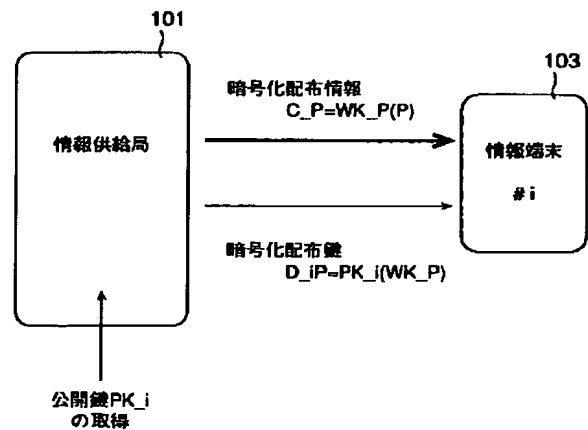 101
103
暗号化配布情報
C_P=WK_P(P)
情報供給局
情報端末
#i
暗号化配布鍵
D_iP=PK_i(WK_P)
公開鍵PK_i
の取得